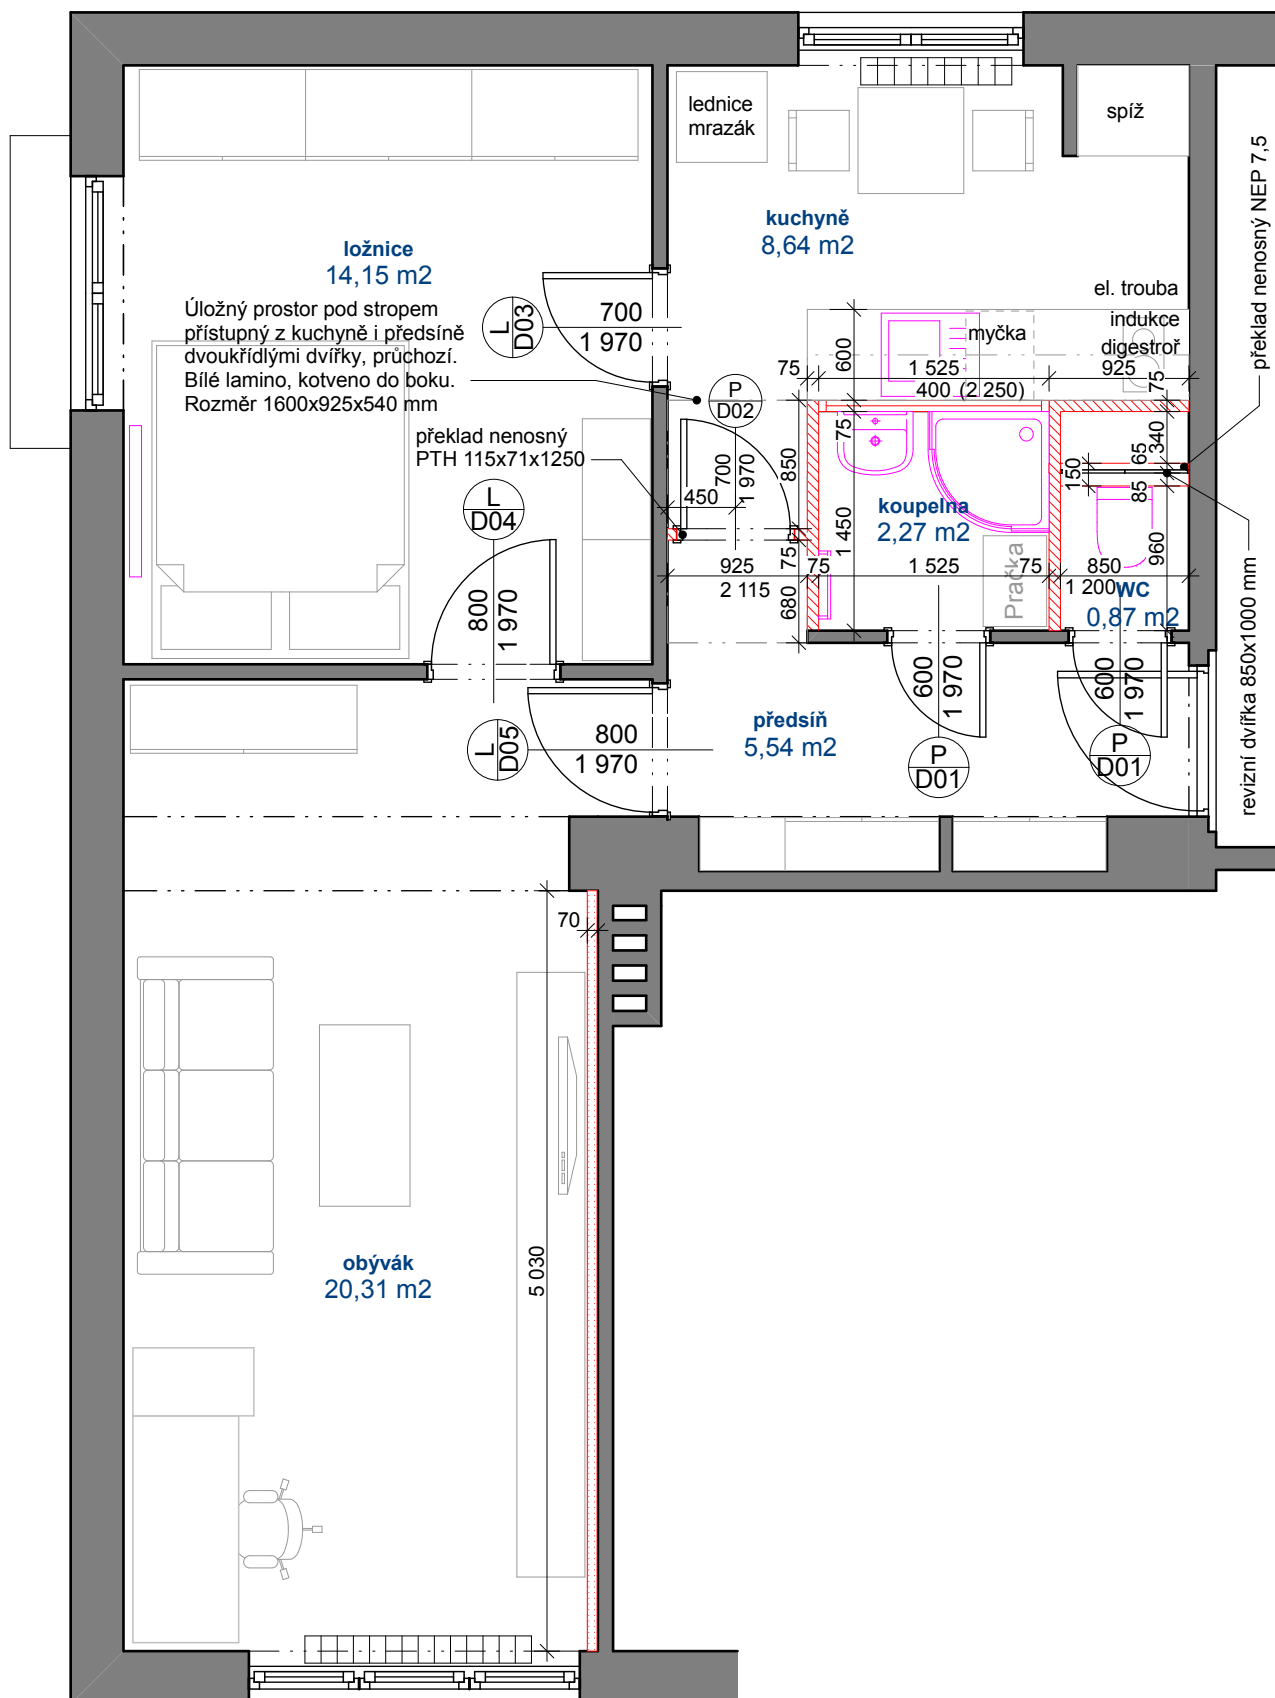 lednice
mrazák
spíž
překlad nenosný NEP 7,5
kuchyně
8,64 m2
ložnice
14,15 m2
Úložný prostor pod stropem
přístupný z kuchyně i předsíně
dvoukřídlými dvířky, průchozí.
Bílé lamino, kotveno do boku.
Rozměr 1600x925x540 mm
L
D03
700
1 970
el. trouba
indukce
digestoř
myčka
600
75
1 525
925
400 (2 250)
75
P
D02
překlad nenosný
PTH 115x71x1250
700
1 970
450
850
75
340
65
150
85
koupelna
2,27 m2
1 450
960
L
D04
800
1 970
925
75
75
1 525
75
850
2 115
680
1 200
Pračka
WC
0,87 m2
revizní dvířka 850x1000 mm
600
1 970
600
1 970
předsíň
5,54 m2
L
D05
800
1 970
P
D01
P
D01
70
5 030
obývák
20,31 m2